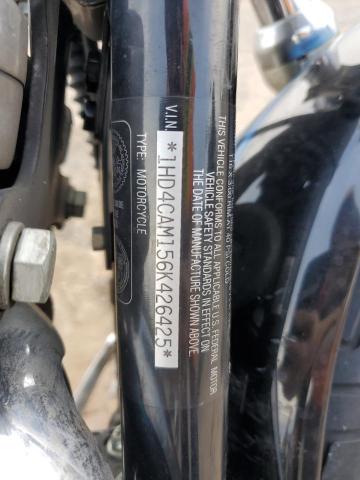 V.I.N.
*1HD4CAM156K426425*
TYPE: MOTORCYCLE
THIS VEHICLE CONFORMS TO ALL APPLICABLE U.S. FEDERAL MOTOR
VEHICLE SAFETY STANDARDS IN EFFECT ON
THE DATE OF MANUFACTURE SHOWN ABOVE.